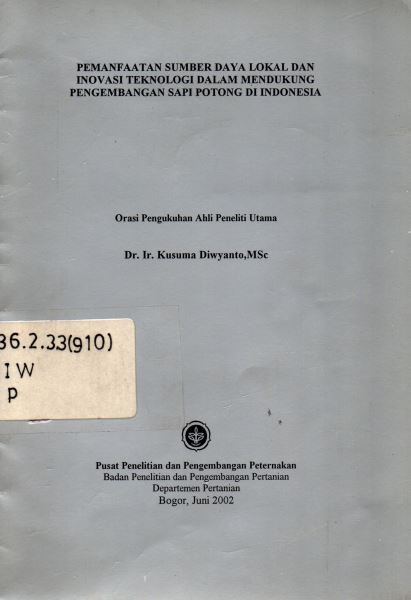 PEMANFAATAN SUMBER DAYA LOKAL DAN
INOVASI TEKNOLOGI DALAM MENDUKUNG
PENGEMBANGAN SAPI POTONG DI INDONESIA
Orasi Pengukuhan Ahli Peneliti Utama
Dr. Ir. Kusuma Diwyanto,MSc
36.2.33(910)
IW
p
Pusat Penelitian dan Pengembangan Peternakan
Badan Penelitian dan Pengembangan Pertanian
Departemen Pertanian
Bogor, Juni 2002